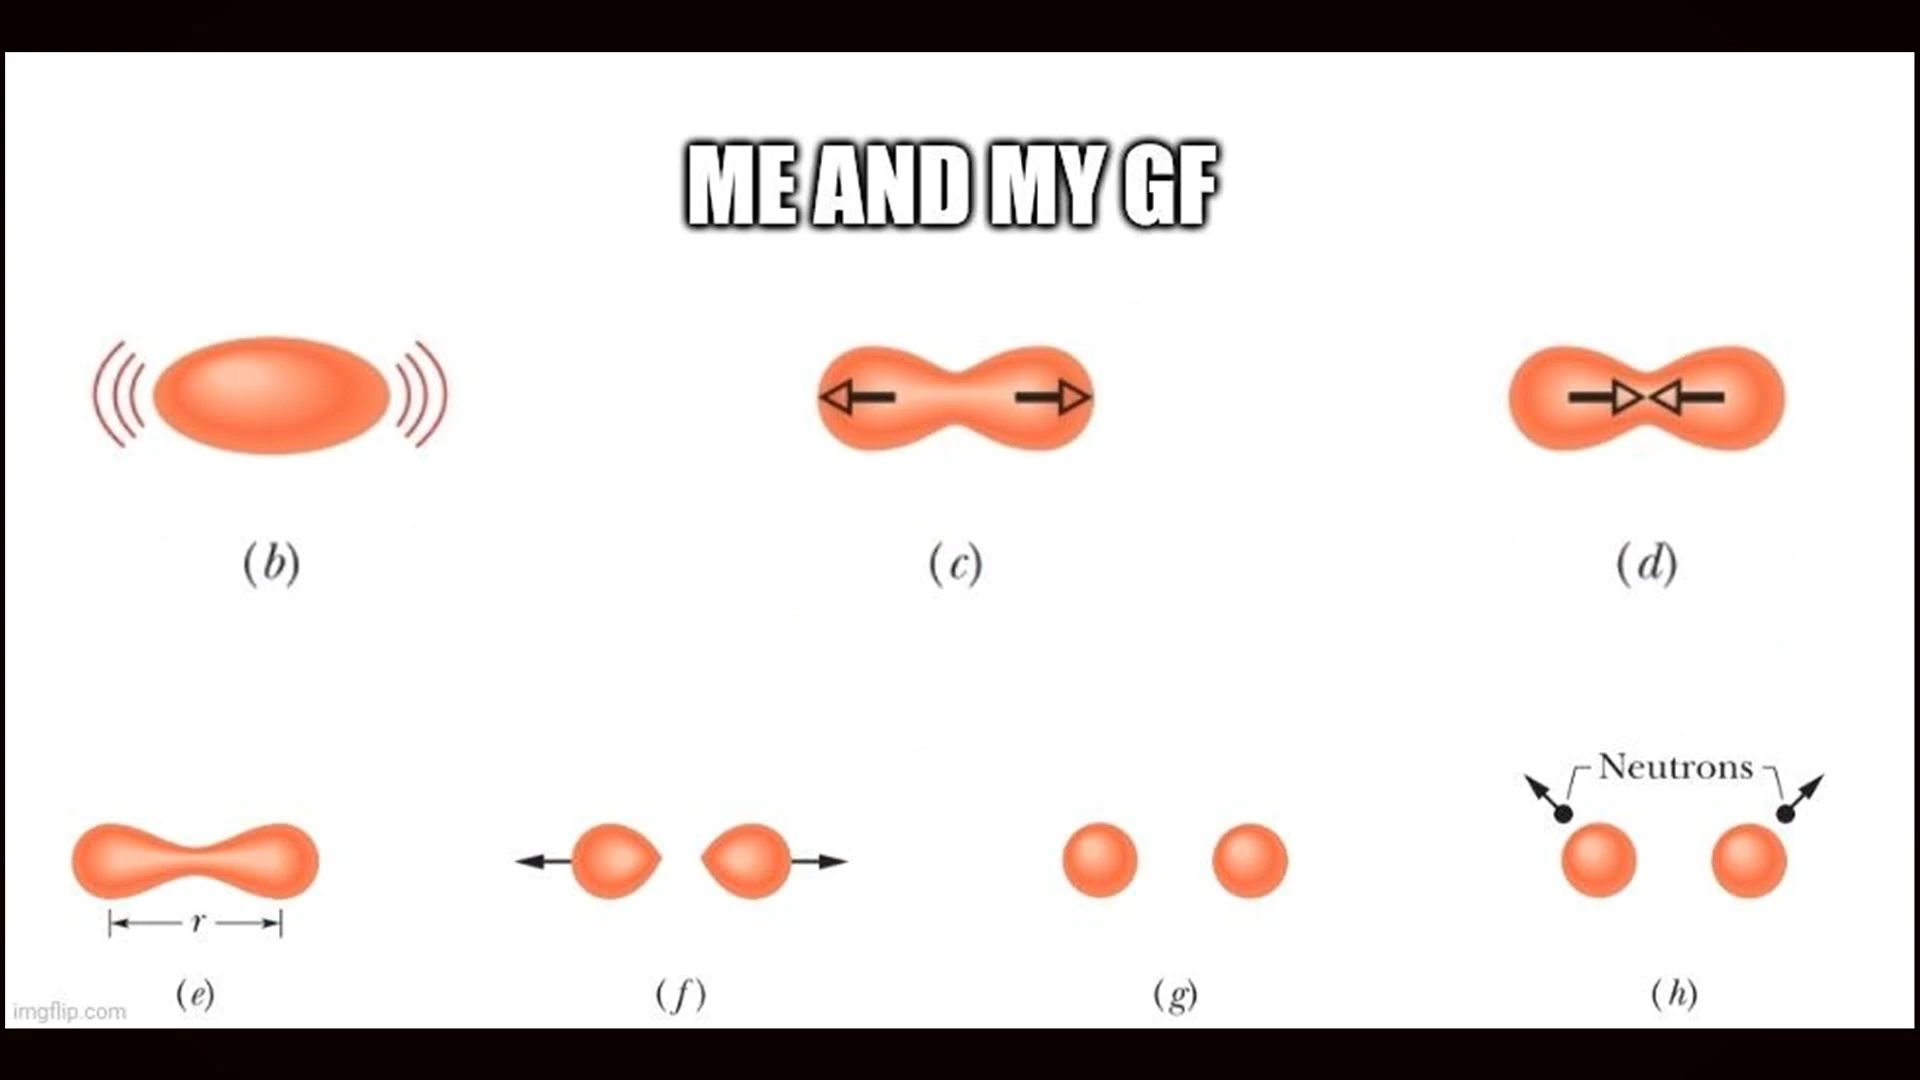 ME AND MY GF
(b)
(c)
(d)
Neutrons
r
(e)
(f)
(g)
(h)
imgflip.com